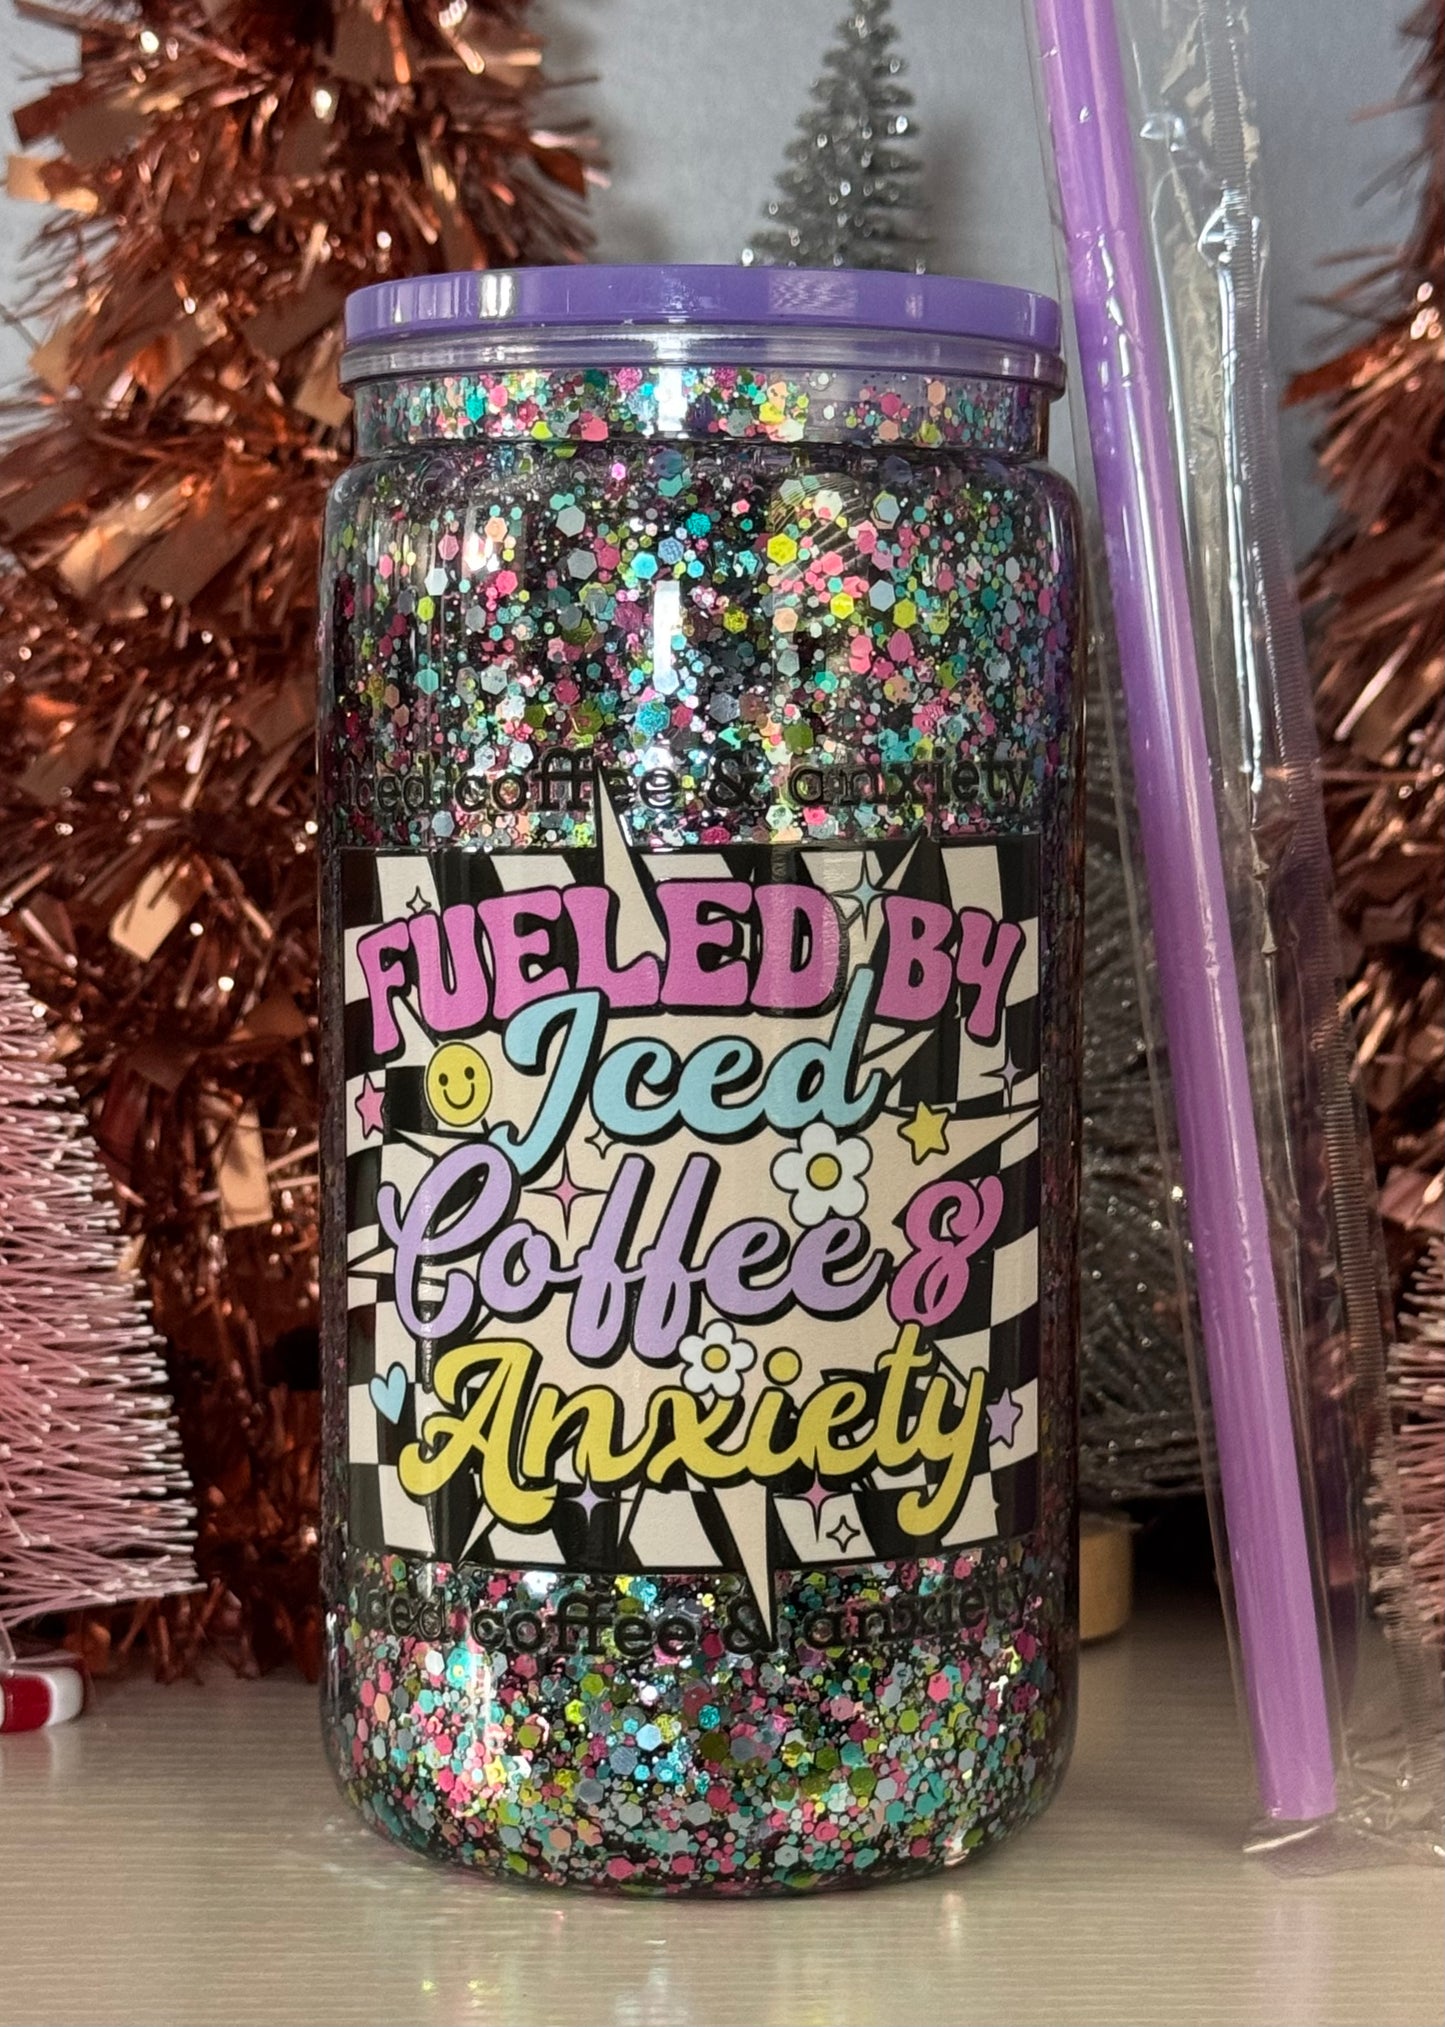 iced coffee & anxiety
FUELED BY
Iced
Coffee &
Anxiety
iced coffee & anxiety